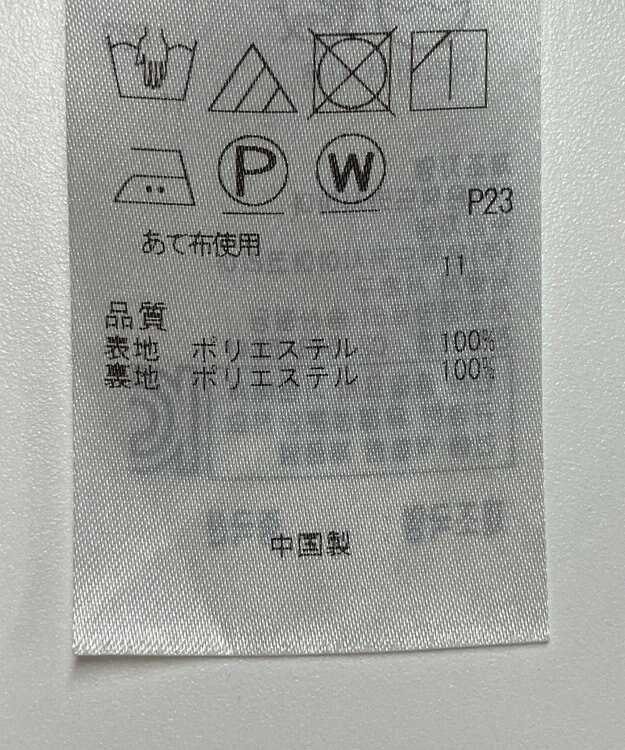 P W
P23
あて布使用
11
品質
表地 ポリエステル 100%
裏地 ポリエステル 100%
中国製